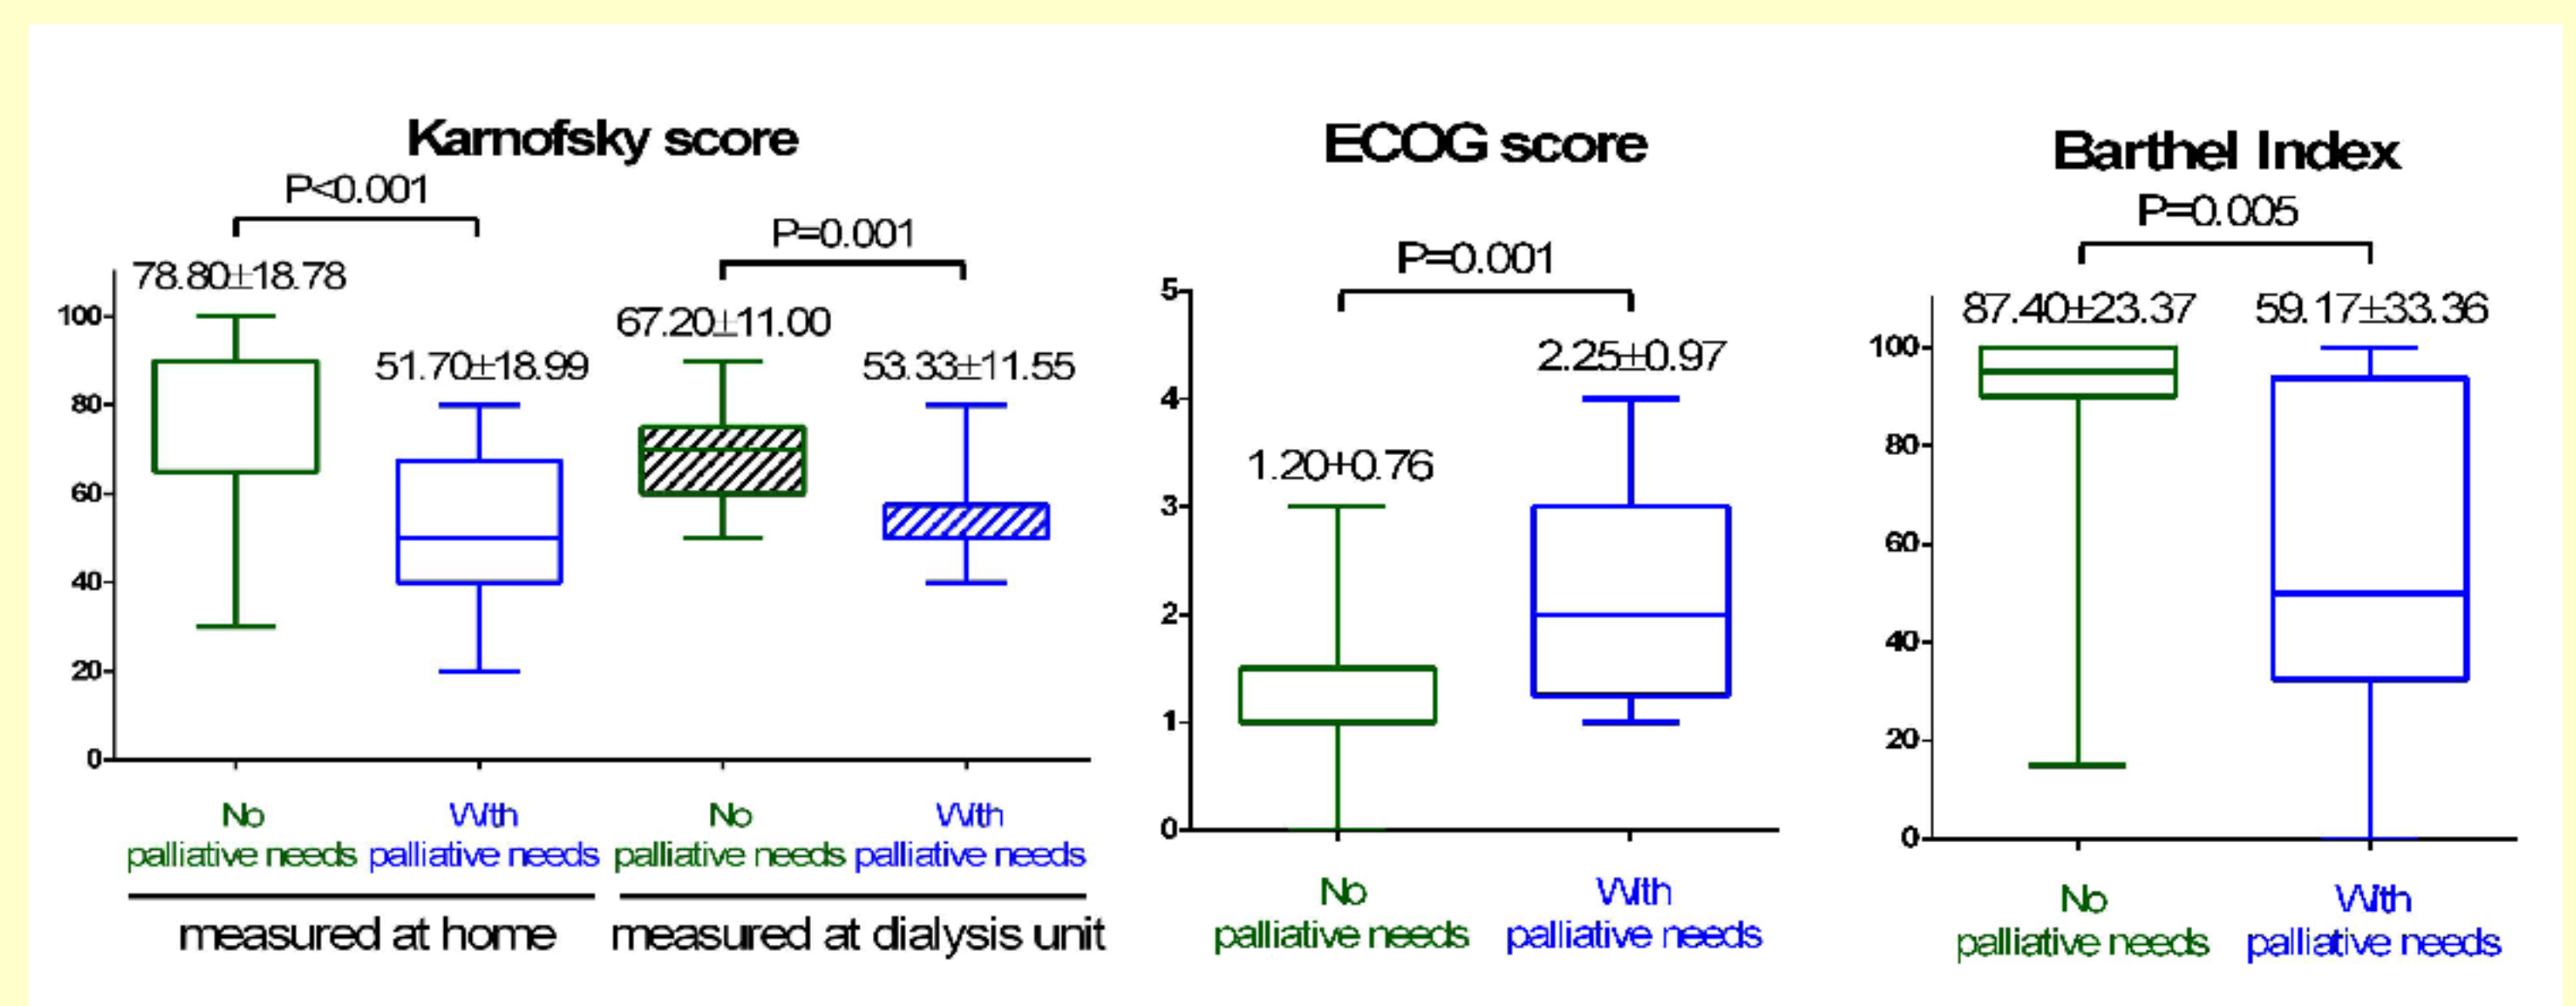 Karnofsky score
P<0.001
P=0.001
78.80±18.78
51.70±18.99
67.20±11.00
53.33±11.55
100
80
60
40
20
0
No palliative needs
With palliative needs
No palliative needs
With palliative needs
measured at home
measured at dialysis unit
ECOG score
P=0.001
1.20+0.76
2.25±0.97
5
4
3
2
1
0
No palliative needs
With palliative needs
Barthel Index
P=0.005
87.40±23.37
59.17±33.36
100
80
60
40
20
0
No palliative needs
With palliative needs